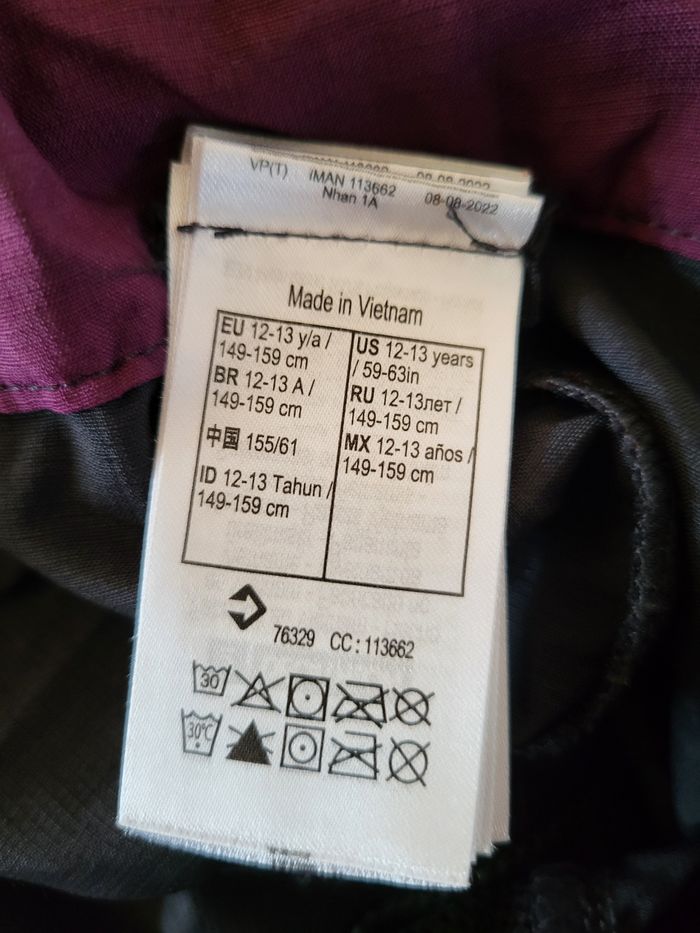 VP(T) IMAN 113662 08-08-2022
Nhan 1A
Made in Vietnam
EU 12-13 y/a /
149-159 cm
BR 12-13 A /
149-159 cm
中国 155/61
ID 12-13 Tahun /
149-159 cm
US 12-13 years
/ 59-63in
RU 12-13лет /
149-159 cm
MX 12-13 años /
149-159 cm
76329 CC : 113662
30
30°C